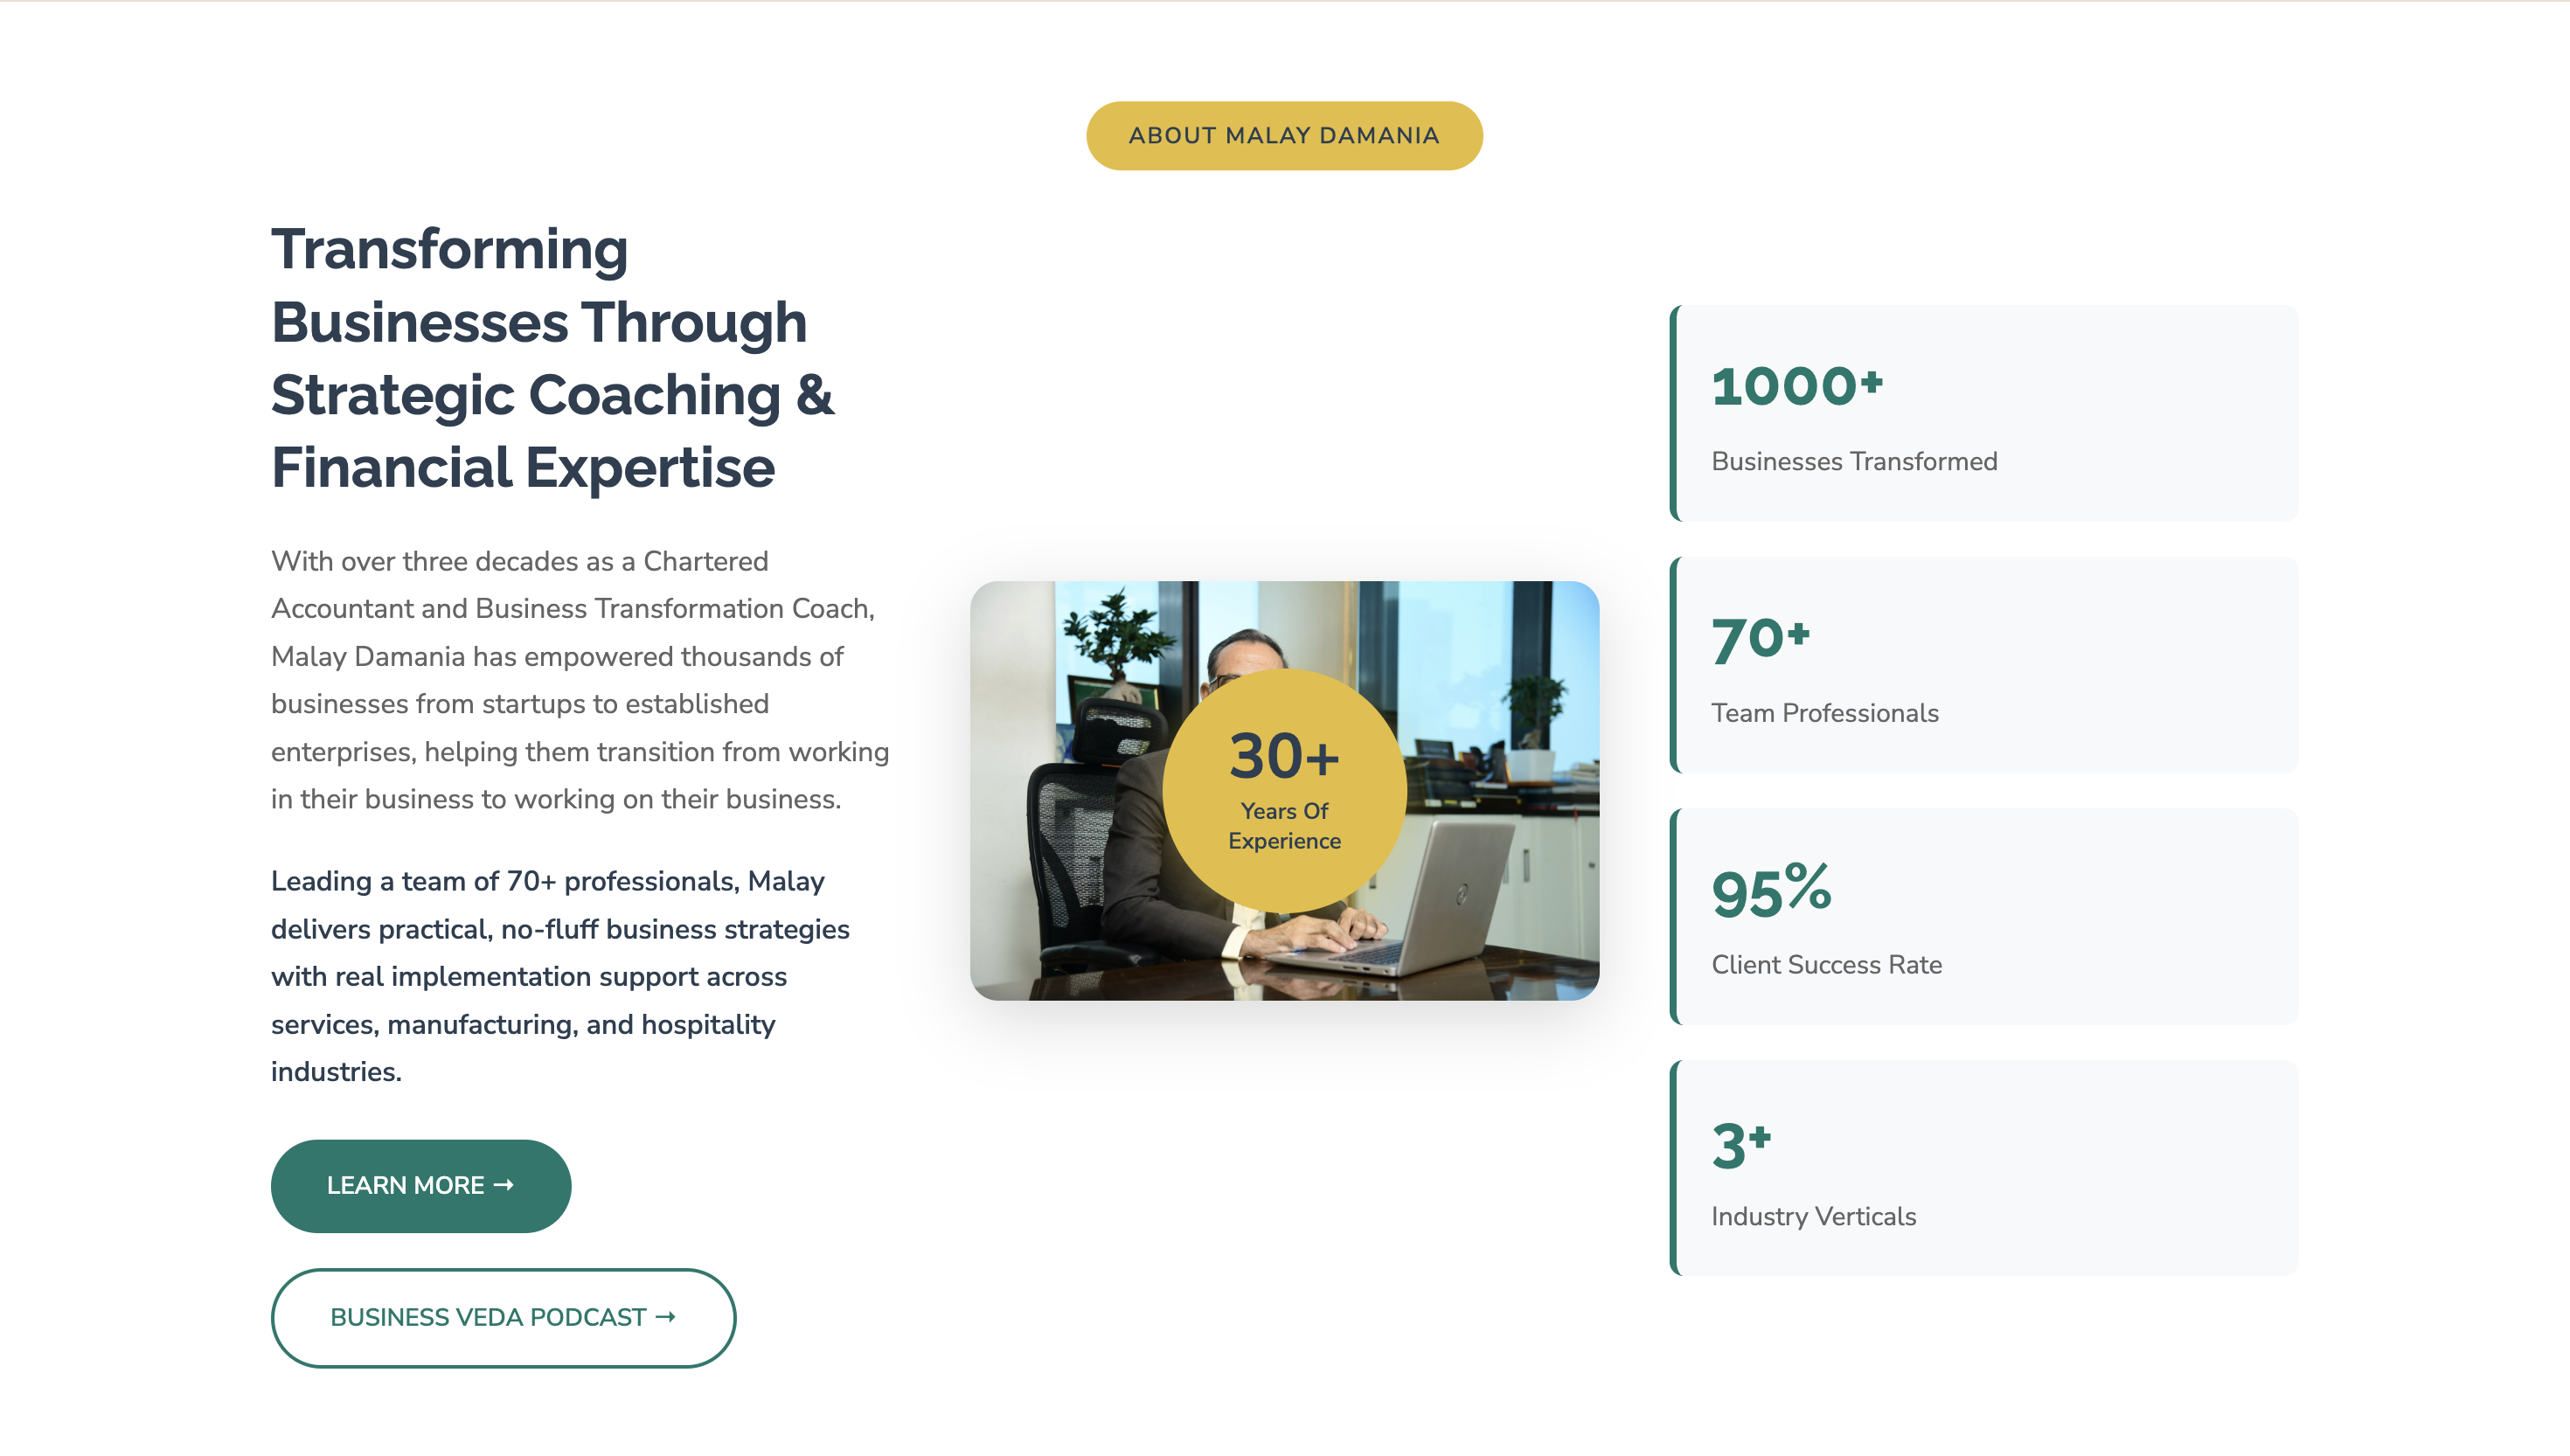 ABOUT MALAY DAMANIA
Transforming
Businesses Through
Strategic Coaching &
Financial Expertise
With over three decades as a Chartered
Accountant and Business Transformation Coach,
Malay Damania has empowered thousands of
businesses from startups to established
enterprises, helping them transition from working
in their business to working on their business.
Leading a team of 70+ professionals, Malay
delivers practical, no-fluff business strategies
with real implementation support across
services, manufacturing, and hospitality
industries.
LEARN MORE →
BUSINESS VEDA PODCAST →
30+
Years Of
Experience
1000+
Businesses Transformed
70+
Team Professionals
95%
Client Success Rate
3+
Industry Verticals